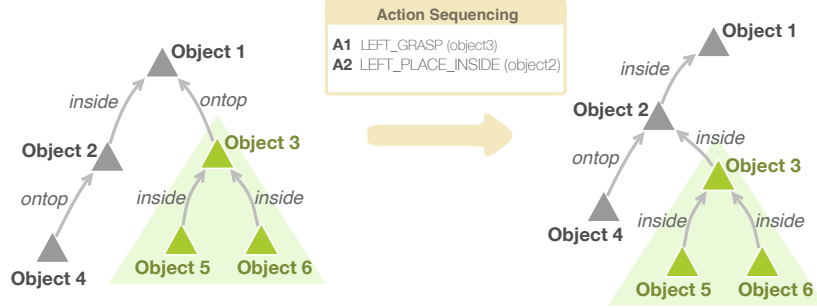 Action Sequencing
A1 LEFT_GRASP (object3)
A2 LEFT_PLACE_INSIDE (object2)
Object 1
inside
ontop
Object 2
Object 3
ontop
inside
inside
Object 4
Object 5
Object 6
Object 1
inside
Object 2
ontop
inside
Object 3
Object 4
inside
inside
Object 5
Object 6